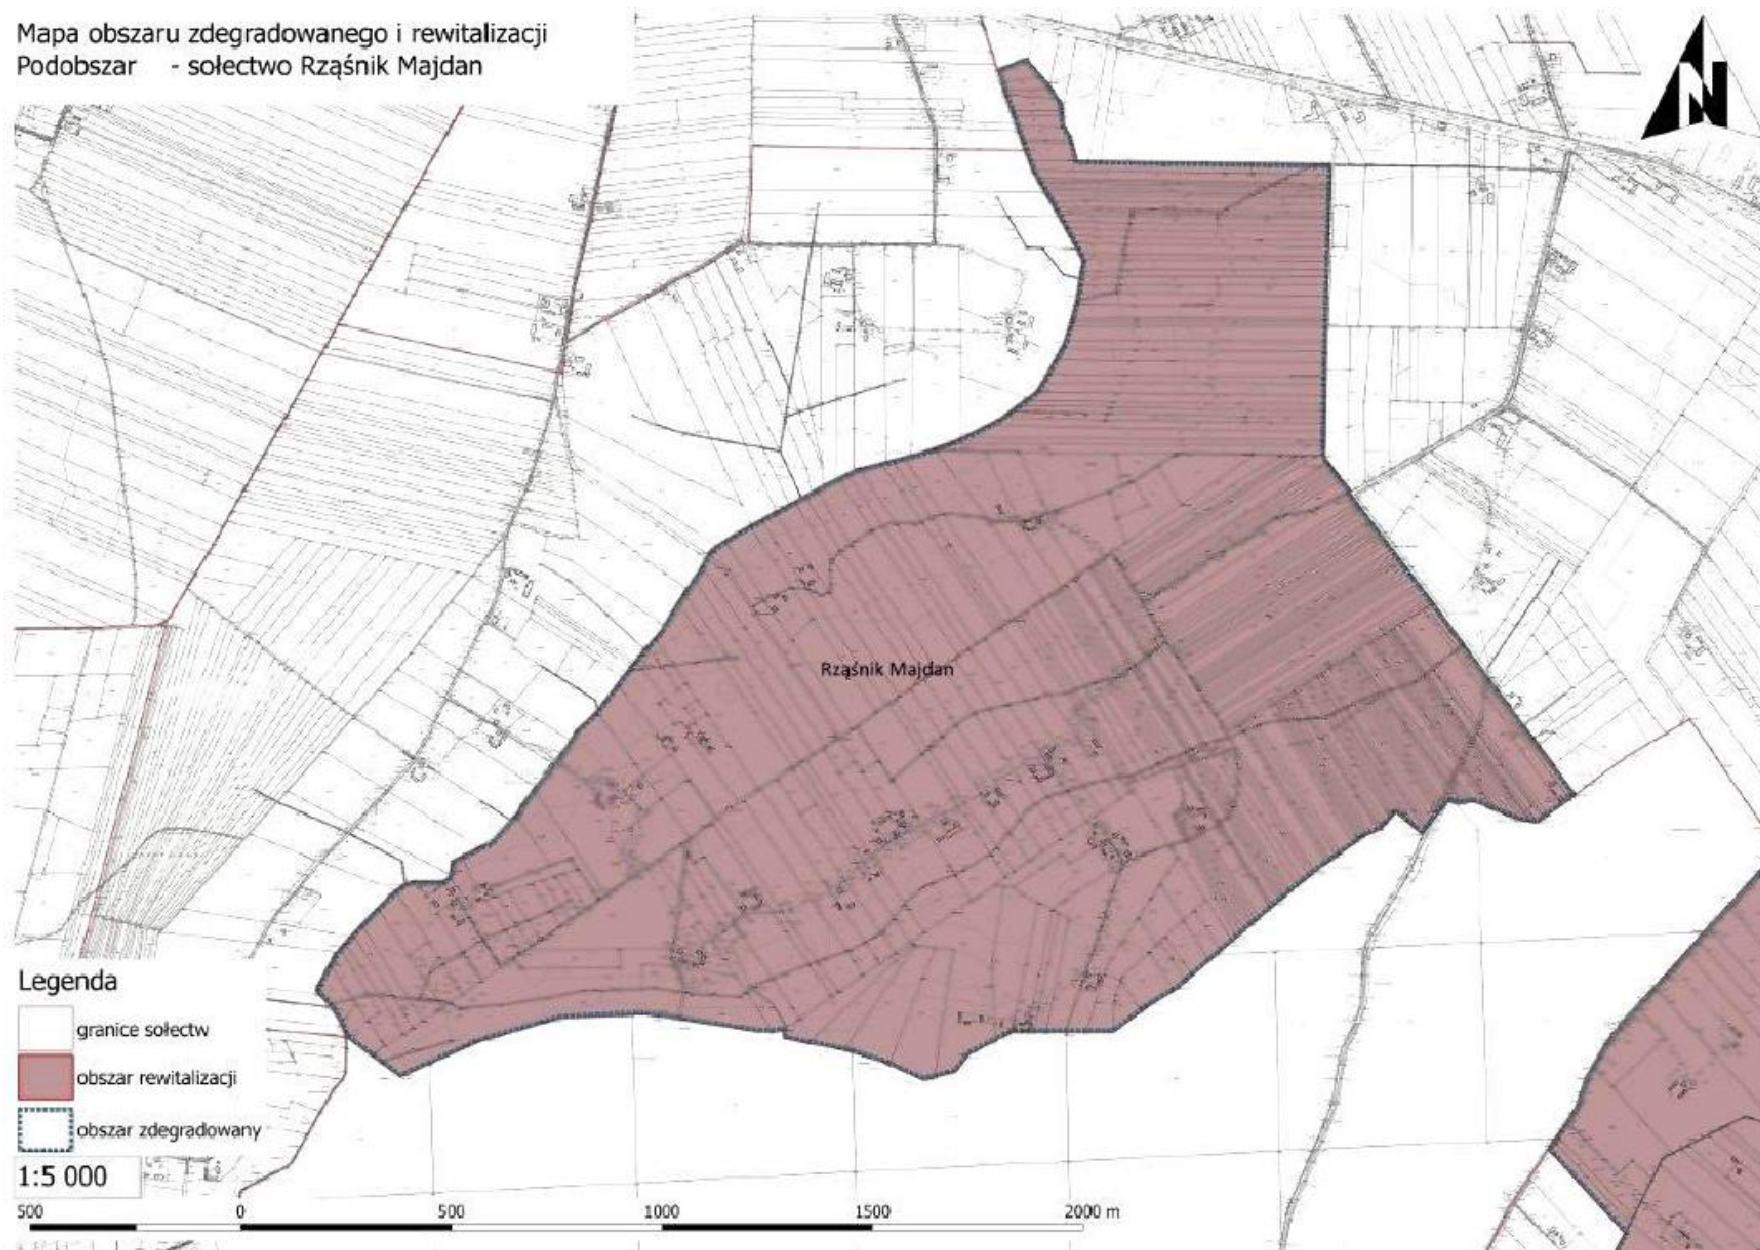 Mapa obszaru zdegradowanego i rewitalizacji
Podobszar - sołectwo Rząśnik Majdan
N
Rząśnik Majdan
Legenda
granice sołectw
obszar rewitalizacji
obszar zdegradowany
1:5 000
500 0 500 1000 1500 2000 m